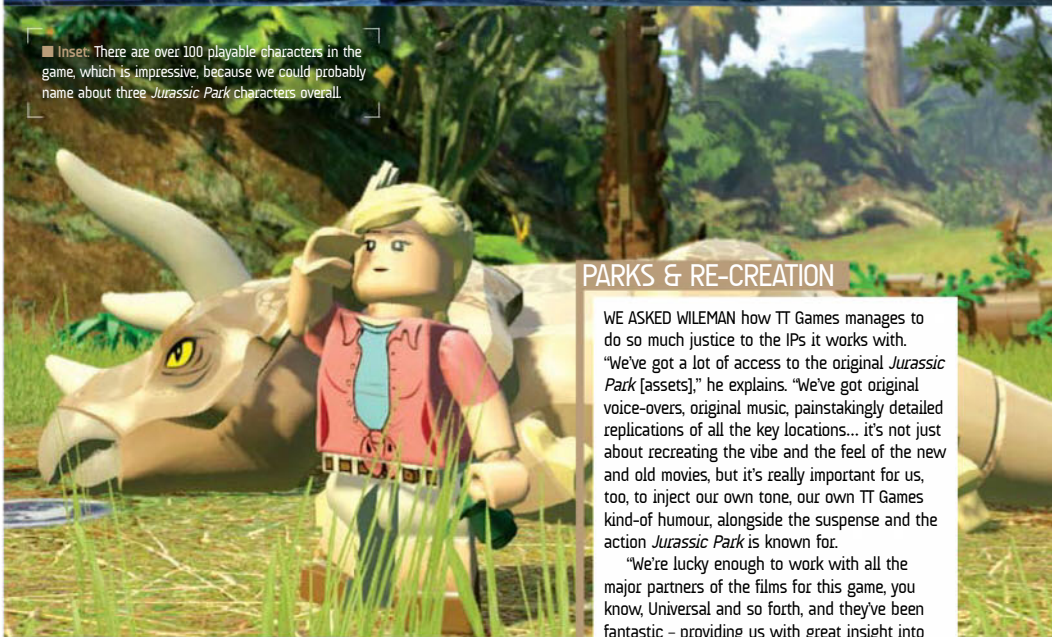 Inset: There are over 100 playable characters in the
game, which is impressive, because we could probably
name about three Jurassic Park characters overall.
PARKS & RE-CREATION
WE ASKED WILEMAN how TT Games manages to
do so much justice to the IPs it works with.
“We’ve got a lot of access to the original Jurassic
Park [assets],” he explains. “We’ve got original
voice-overs, original music, painstakingly detailed
replications of all the key locations... it’s not just
about recreating the vibe and the feel of the new
and old movies, but it’s really important for us,
too, to inject our own tone, our own TT Games
kind-of humour, alongside the suspense and the
action Jurassic Park is known for.
“We’re lucky enough to work with all the
major partners of the films for this game, you
know, Universal and so forth, and they’ve been
fantastic – providing us with great insight into